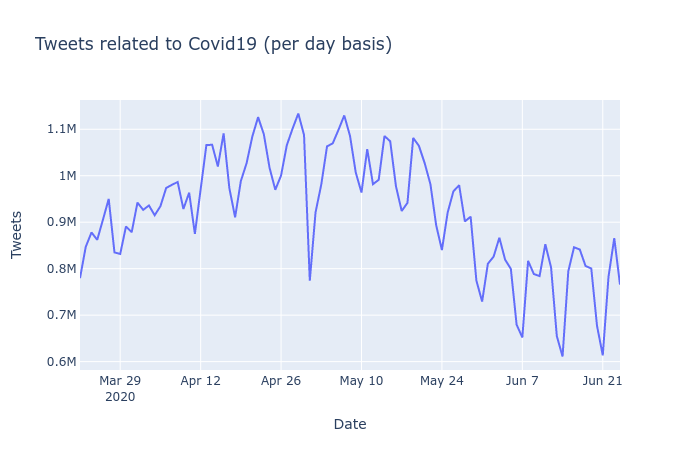 Tweets related to Covid19 (per day basis)
1.1M
1M
0.9M
0.8M
0.7M
0.6M
Tweets
Mar 29
2020
Apr 12
Apr 26
May 10
May 24
Jun 7
Jun 21
Date